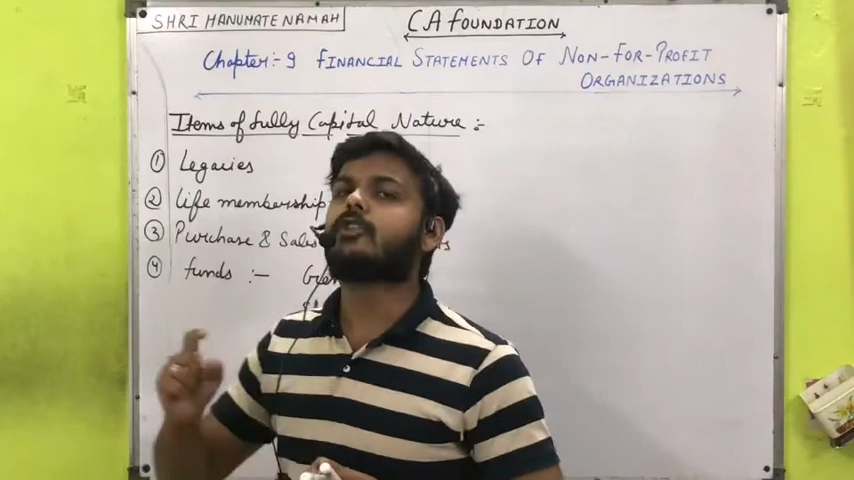 SHRI HANUMATE NAMAH
CA FOUNDATION
Chapter:- 9 FINANCIAL STATEMENTS OF NON-FOR-PROFIT
ORGANIZATIONS
Items of fully Capital Nature :-
① Legacies
② Life membership
③ Purchase & Sales
④ funds :-